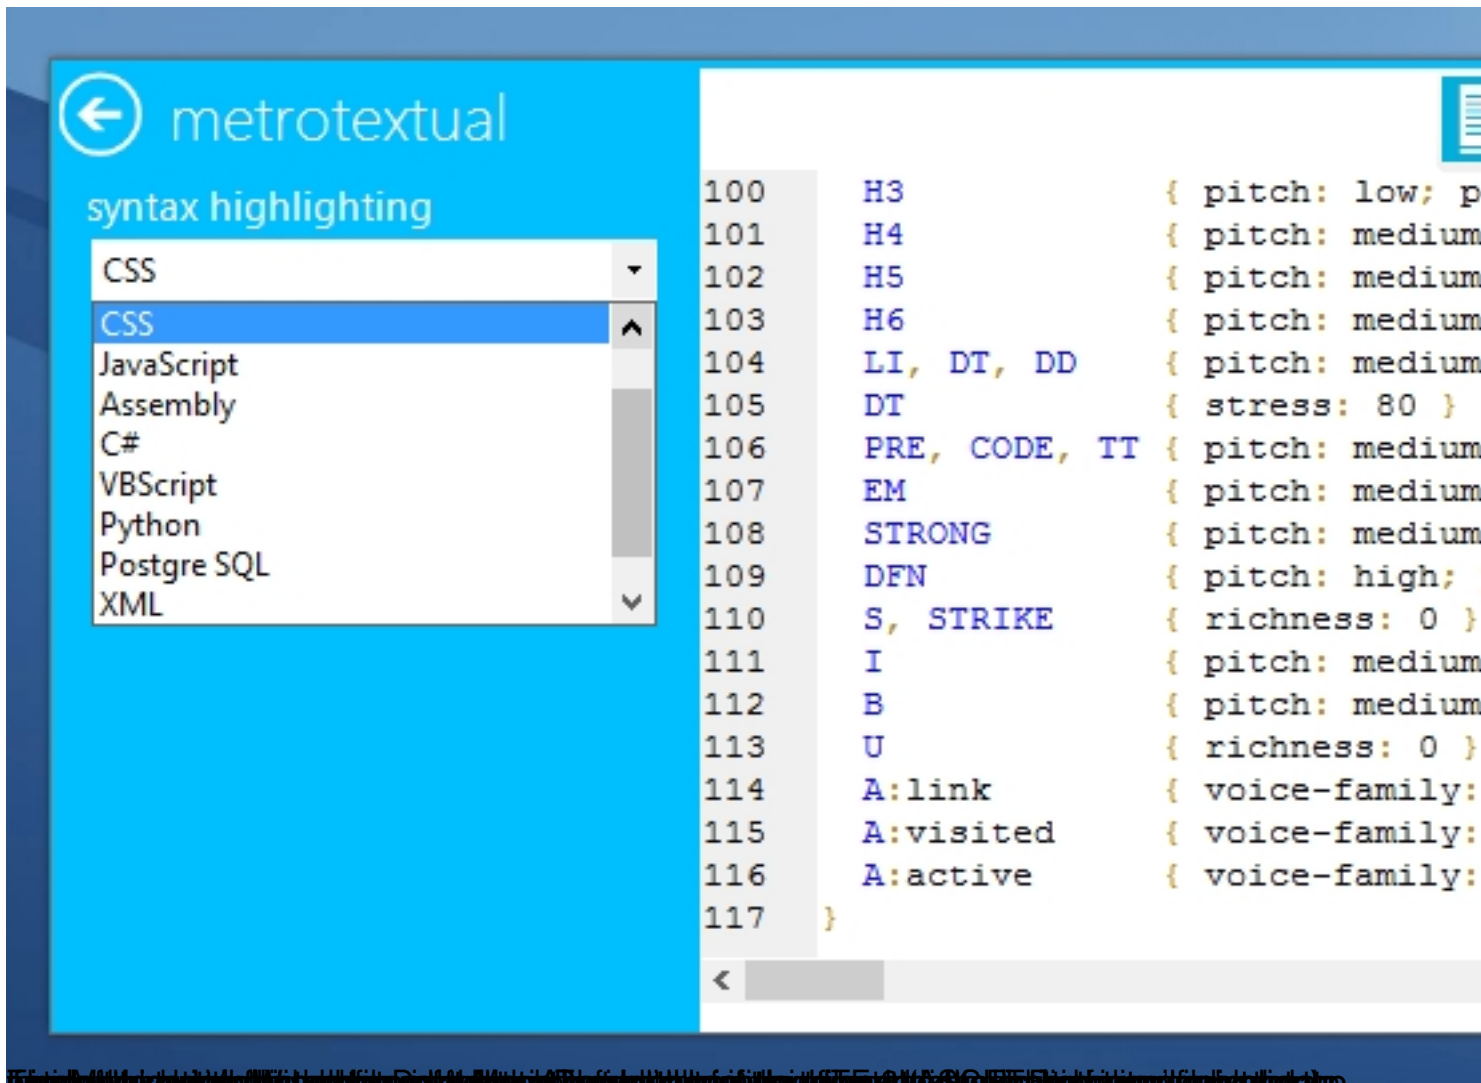 metrotextual
syntax highlighting
CSS
CSS
JavaScript
Assembly
C#
VBScript
Python
Postgre SQL
XML
100 H3 { pitch: low; p
101 H4 { pitch: medium
102 H5 { pitch: medium
103 H6 { pitch: medium
104 LI, DT, DD { pitch: medium
105 DT { stress: 80 }
106 PRE, CODE, TT { pitch: medium
107 EM { pitch: medium
108 STRONG { pitch: medium
109 DFN { pitch: high;
110 S, STRIKE { richness: 0 }
111 I { pitch: medium
112 B { pitch: medium
113 U { richness: 0 }
114 A:link { voice-family:
115 A:visited { voice-family:
116 A:active { voice-family:
117 }